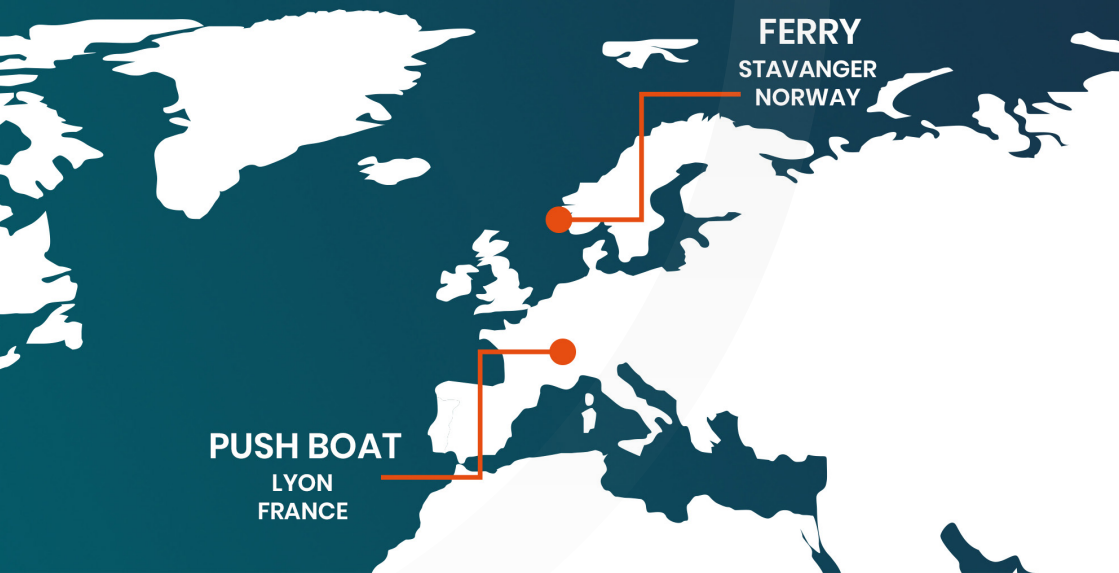 FERRY
STAVANGER
NORWAY
PUSH BOAT
LYON
FRANCE